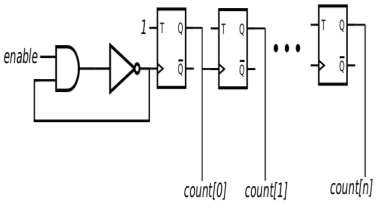 1 T Q T Q T Q
enable
Q Q Q
count[0] count[1] count[n]